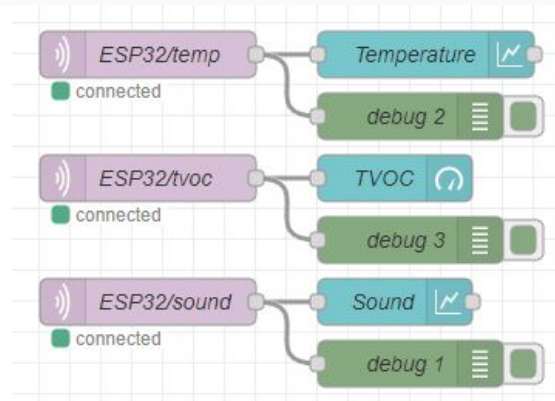 ESP32/temp
Temperature
connected
debug 2
ESP32/tvoc
TVOC
connected
debug 3
ESP32/sound
Sound
connected
debug 1